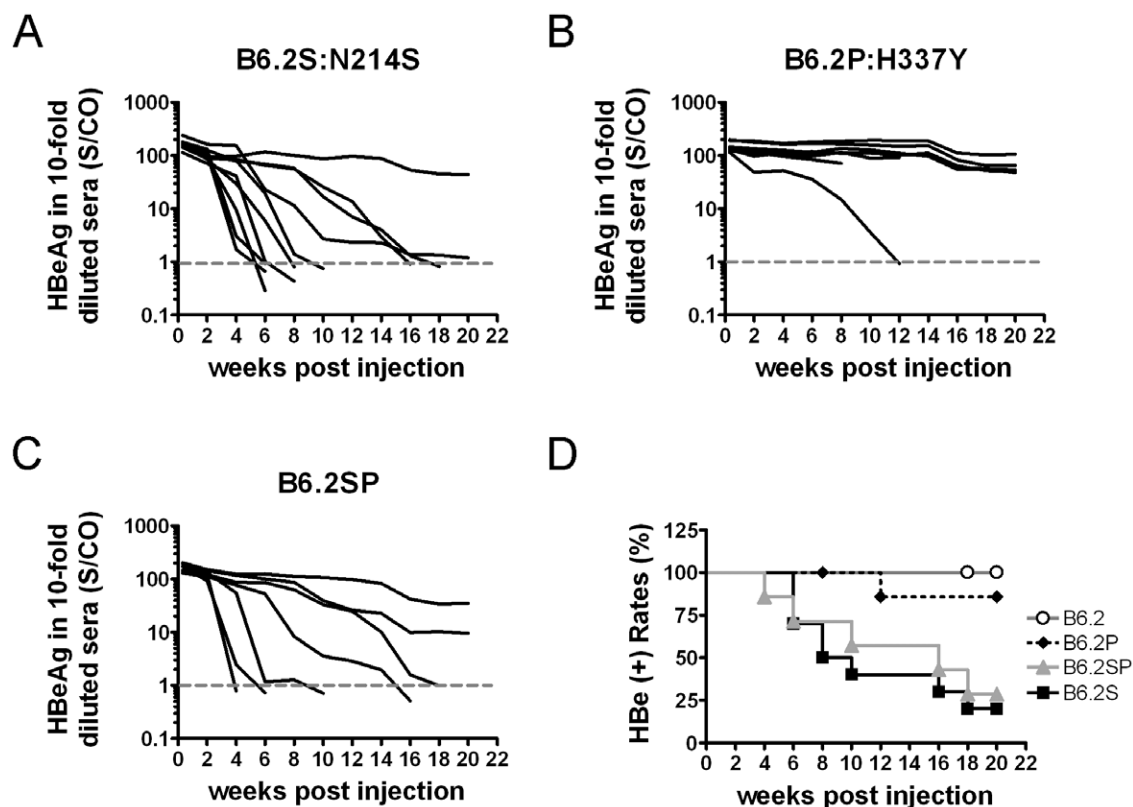 A
B6.2S:N214S
HBeAg in 10-fold
diluted sera (S/CO)
1000
100
10
1
0.1
0 2 4 6 8 10 12 14 16 18 20 22
weeks post injection
B
B6.2P:H337Y
HBeAg in 10-fold
diluted sera (S/CO)
1000
100
10
1
0.1
0 2 4 6 8 10 12 14 16 18 20 22
weeks post injection
C
B6.2SP
HBeAg in 10-fold
diluted sera (S/CO)
1000
100
10
1
0.1
0 2 4 6 8 10 12 14 16 18 20 22
weeks post injection
D
HBe (+) Rates (%)
125
100
75
50
25
0
0 2 4 6 8 10 12 14 16 18 20 22
weeks post injection
B6.2
B6.2P
B6.2SP
B6.2S